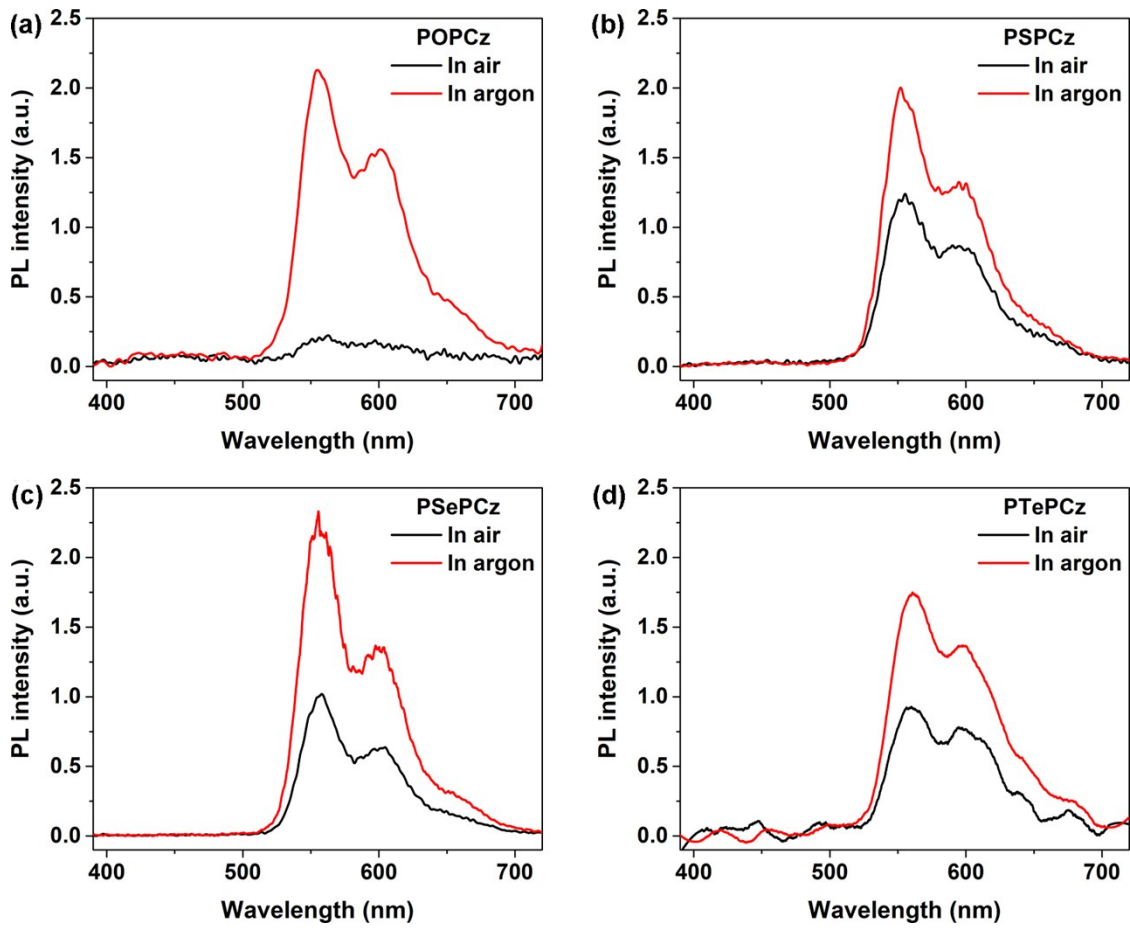 (a)
POPCz
In air
In argon
2.5
2.0
1.5
1.0
0.5
0.0
PL intensity (a.u.)
400 500 600 700
Wavelength (nm)
(b)
PSPCz
In air
In argon
2.5
2.0
1.5
1.0
0.5
0.0
PL intensity (a.u.)
400 500 600 700
Wavelength (nm)
(c)
PSePCz
In air
In argon
2.5
2.0
1.5
1.0
0.5
0.0
PL intensity (a.u.)
400 500 600 700
Wavelength (nm)
(d)
PTePCz
In air
In argon
2.5
2.0
1.5
1.0
0.5
0.0
PL intensity (a.u.)
400 500 600 700
Wavelength (nm)